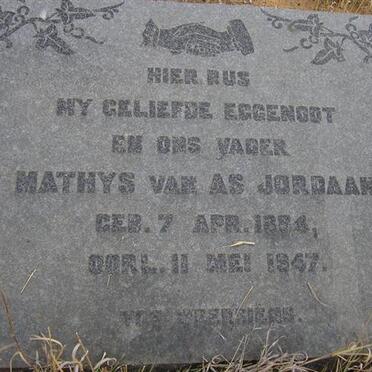 HIER RUS
MY GELIEFDE EGGENOOT
EN ONS VADER
MATHYS VAN AS JORDAAN
GEB. 7 APR. 1884,
OORL. 11 MEI 1947.
TOT WEERSIENS.